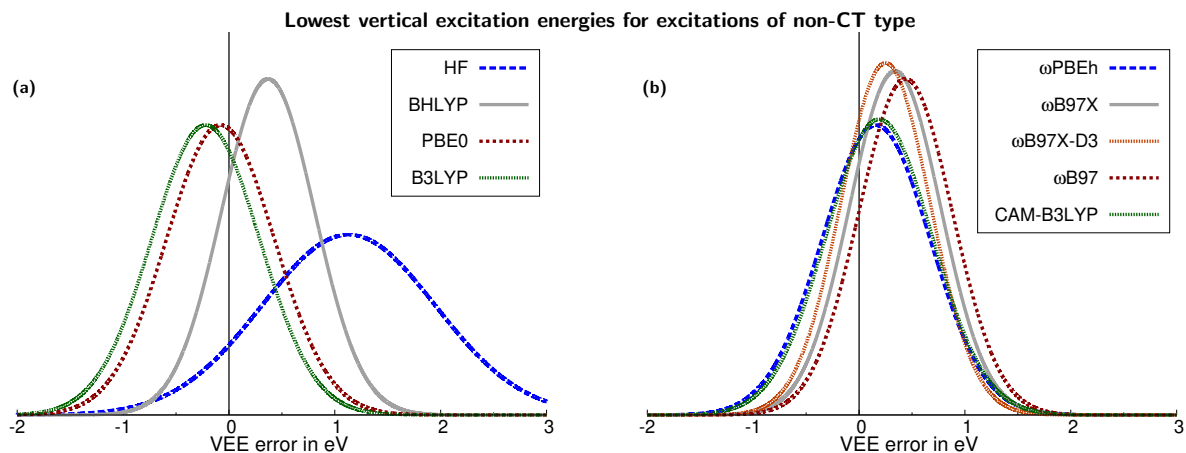 Lowest vertical excitation energies for excitations of non-CT type
(a)
HF
BHLYP
PBE0
B3LYP
-2 -1 0 1 2 3
VEE error in eV
(b)
ωPBEh
ωB97X
ωB97X-D3
ωB97
CAM-B3LYP
-2 -1 0 1 2 3
VEE error in eV